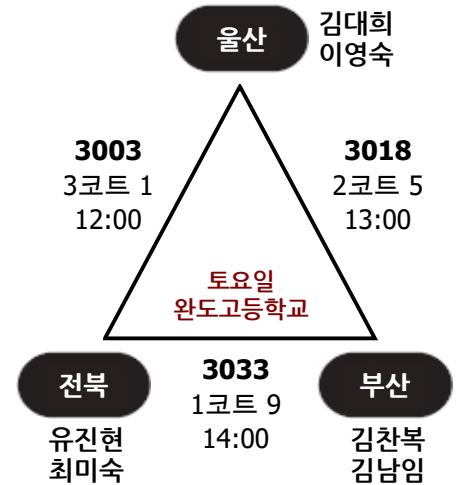 울산
김대희
이영숙
3003
3코트 1
12:00
3018
2코트 5
13:00
토요일
완도고등학교
전북
유진현
최미숙
3033
1코트 9
14:00
부산
김찬복
김남임